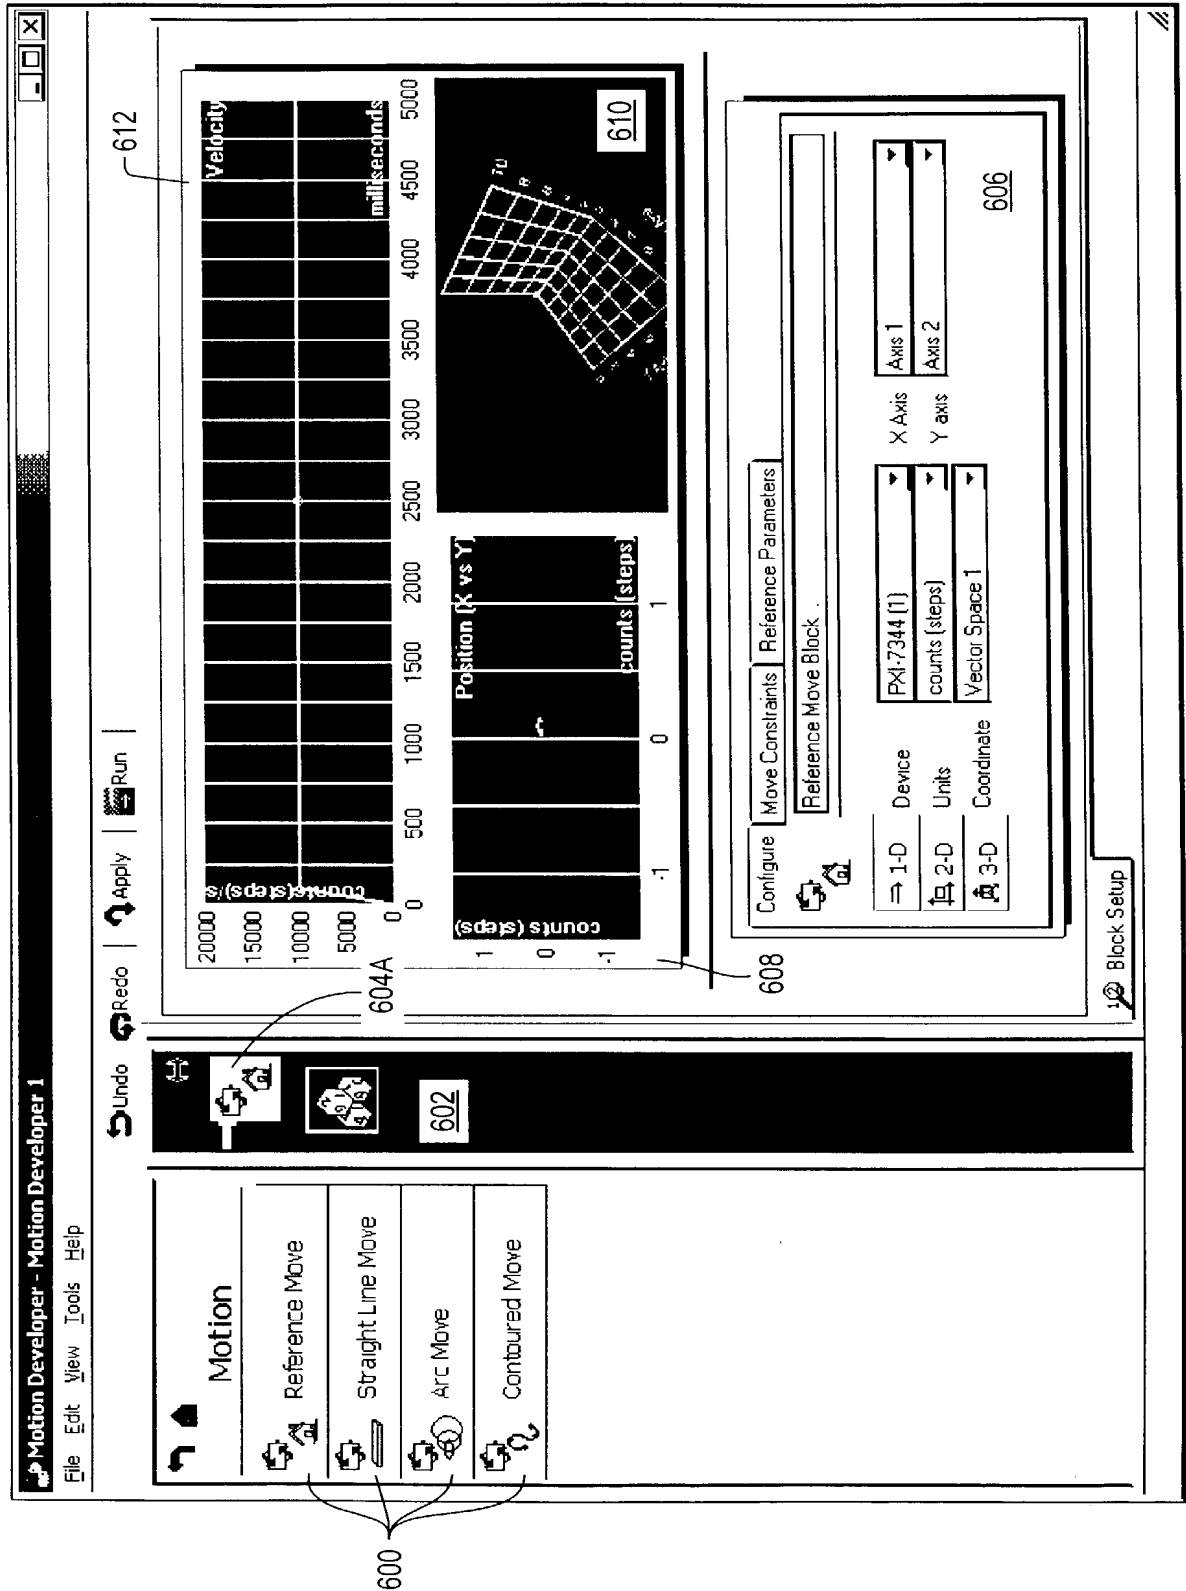 Motion Developer - Motion Developer 1
File Edit View Tools Help
Undo Redo Apply Run
Motion
Reference Move
Straight Line Move
Arc Move
Contoured Move
600
602
604A
612
Velocity
20000
15000
10000
5000
0
counts(steps)/s
milliseconds
0 500 1000 1500 2000 2500 3000 3500 4000 4500 5000
Position (X vs Y)
counts (steps)
1
0
-1
counts (steps)
-1 0 1
608
610
10
Configure Move Constraints Reference Parameters
Reference Move Block .
1-D Device PXI-7344 (1) X Axis Axis 1
2-D Units counts (steps) Y axis Axis 2
3-D Coordinate Vector Space 1
606
Block Setup